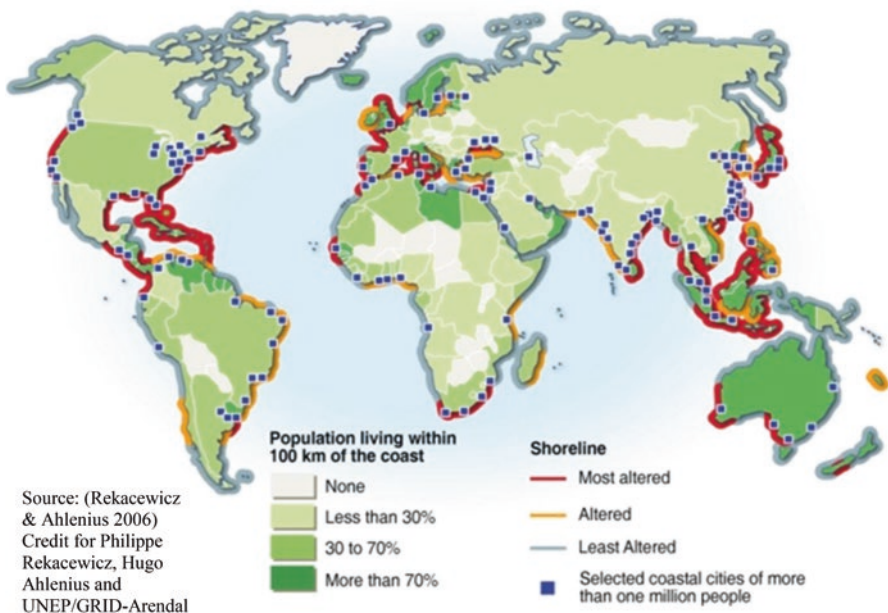 Population living within
100 km of the coast
None
Less than 30%
30 to 70%
More than 70%
Shoreline
Most altered
Altered
Least Altered
Selected coastal cities of more
than one million people
Source: (Rekacewicz
& Ahlenius 2006)
Credit for Philippe
Rekacewicz, Hugo
Ahlenius and
UNEP/GRID-Arendal